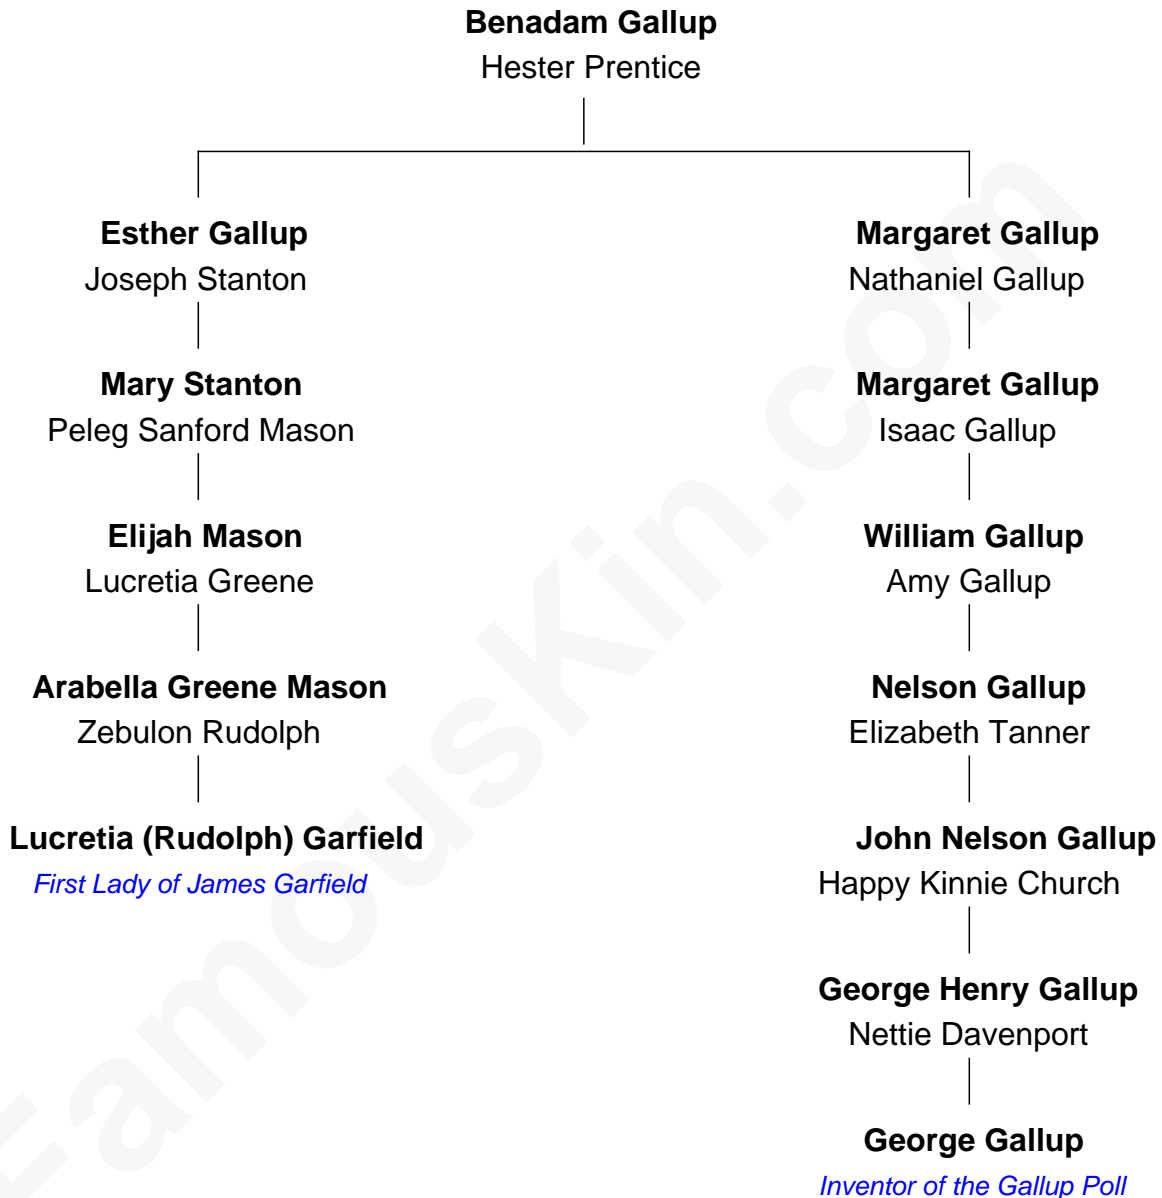 Benadam Gallup
Hester Prentice
Esther Gallup
Joseph Stanton
Margaret Gallup
Nathaniel Gallup
Mary Stanton
Peleg Sanford Mason
Margaret Gallup
Isaac Gallup
Elijah Mason
Lucretia Greene
William Gallup
Amy Gallup
Arabella Greene Mason
Zebulon Rudolph
Nelson Gallup
Elizabeth Tanner
Lucretia (Rudolph) Garfield
First Lady of James Garfield
John Nelson Gallup
Happy Kinnie Church
George Henry Gallup
Nettie Davenport
George Gallup
Inventor of the Gallup Poll
FamousKin.com